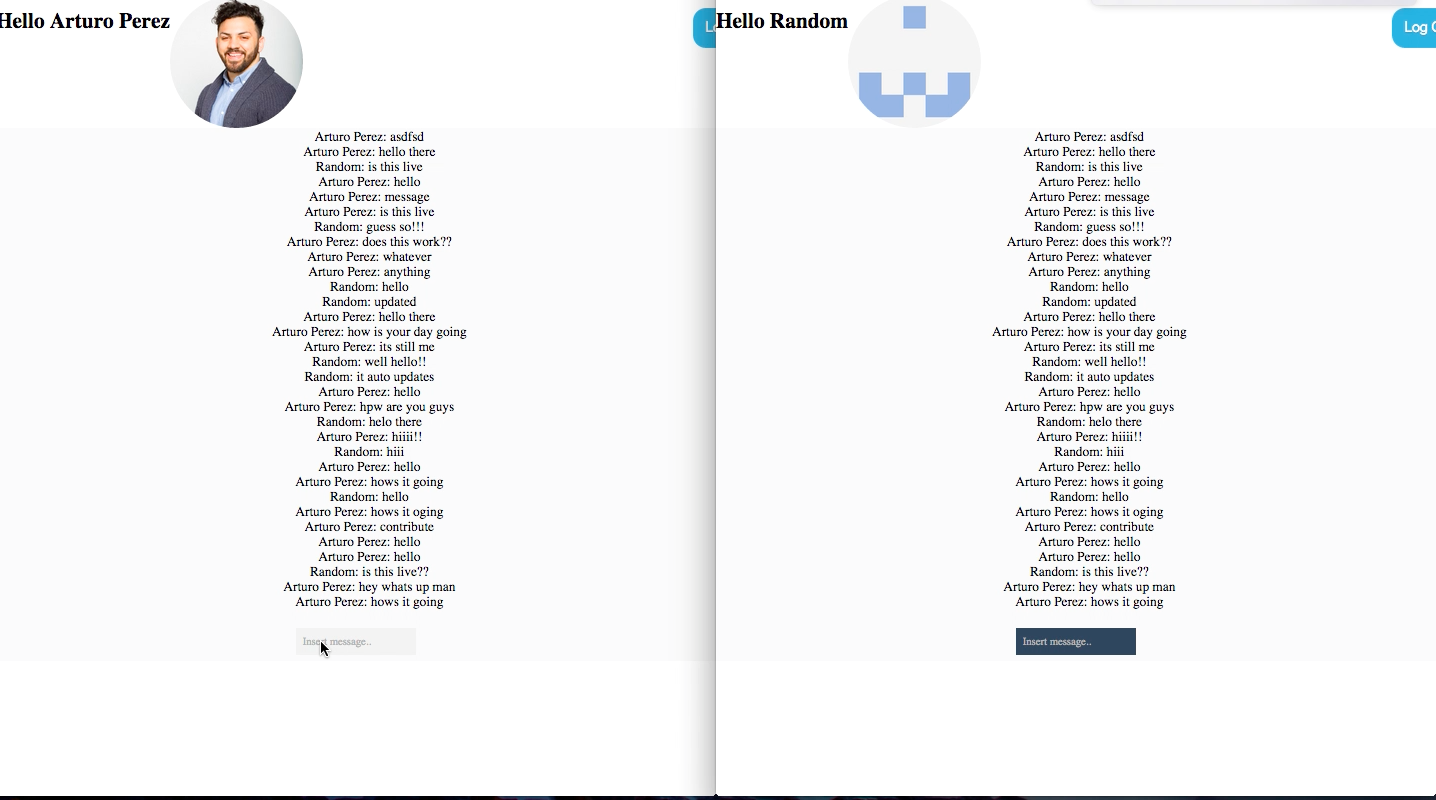 Hello Arturo Perez
Lo
Arturo Perez: asdfsd
Arturo Perez: hello there
Random: is this live
Arturo Perez: hello
Arturo Perez: message
Arturo Perez: is this live
Random: guess so!!!
Arturo Perez: does this work??
Arturo Perez: whatever
Arturo Perez: anything
Random: hello
Random: updated
Arturo Perez: hello there
Arturo Perez: how is your day going
Arturo Perez: its still me
Random: well hello!!
Random: it auto updates
Arturo Perez: hello
Arturo Perez: hpw are you guys
Random: helo there
Arturo Perez: hiiii!!
Random: hiii
Arturo Perez: hello
Arturo Perez: hows it going
Random: hello
Arturo Perez: hows it oging
Arturo Perez: contribute
Arturo Perez: hello
Arturo Perez: hello
Random: is this live??
Arturo Perez: hey whats up man
Arturo Perez: hows it going
Insert message..
Hello Random
Log O
Arturo Perez: asdfsd
Arturo Perez: hello there
Random: is this live
Arturo Perez: hello
Arturo Perez: message
Arturo Perez: is this live
Random: guess so!!!
Arturo Perez: does this work??
Arturo Perez: whatever
Arturo Perez: anything
Random: hello
Random: updated
Arturo Perez: hello there
Arturo Perez: how is your day going
Arturo Perez: its still me
Random: well hello!!
Random: it auto updates
Arturo Perez: hello
Arturo Perez: hpw are you guys
Random: helo there
Arturo Perez: hiiii!!
Random: hiii
Arturo Perez: hello
Arturo Perez: hows it going
Random: hello
Arturo Perez: hows it oging
Arturo Perez: contribute
Arturo Perez: hello
Arturo Perez: hello
Random: is this live??
Arturo Perez: hey whats up man
Arturo Perez: hows it going
Insert message..